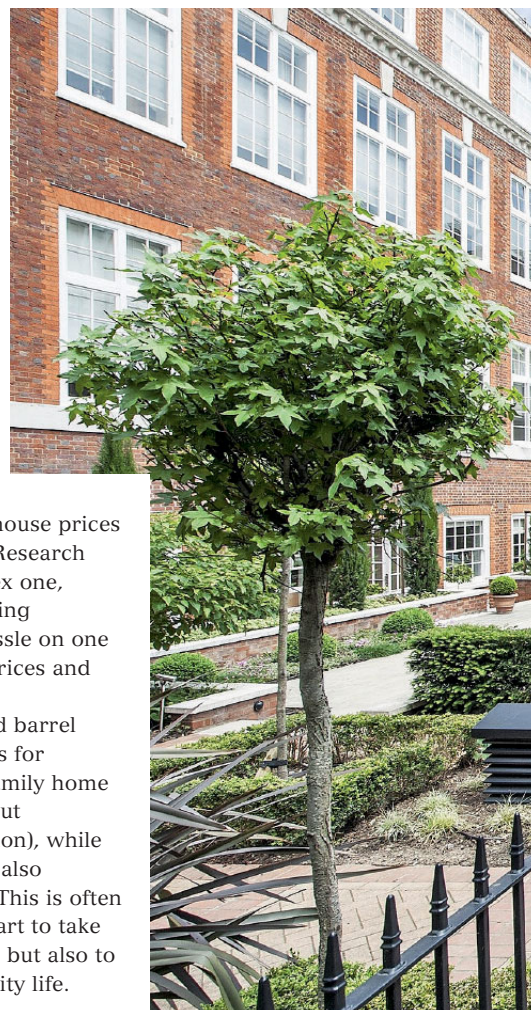 house prices
Research
x one,
ing
ssle on one
rices and
d barrel
s for
mily home
ut
on), while
also
This is often
art to take
but also to
ity life.